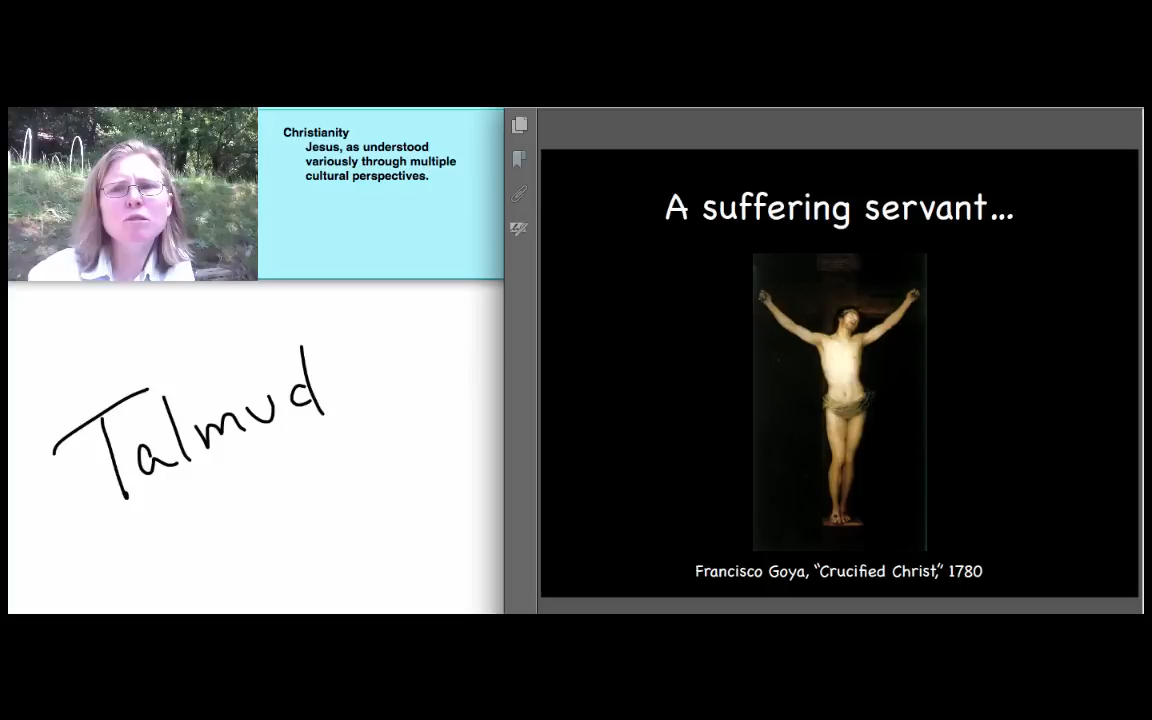 Christianity
Jesus, as understood
variously through multiple
cultural perspectives.
Talmud
A suffering servant...
Francisco Goya, “Crucified Christ,” 1780